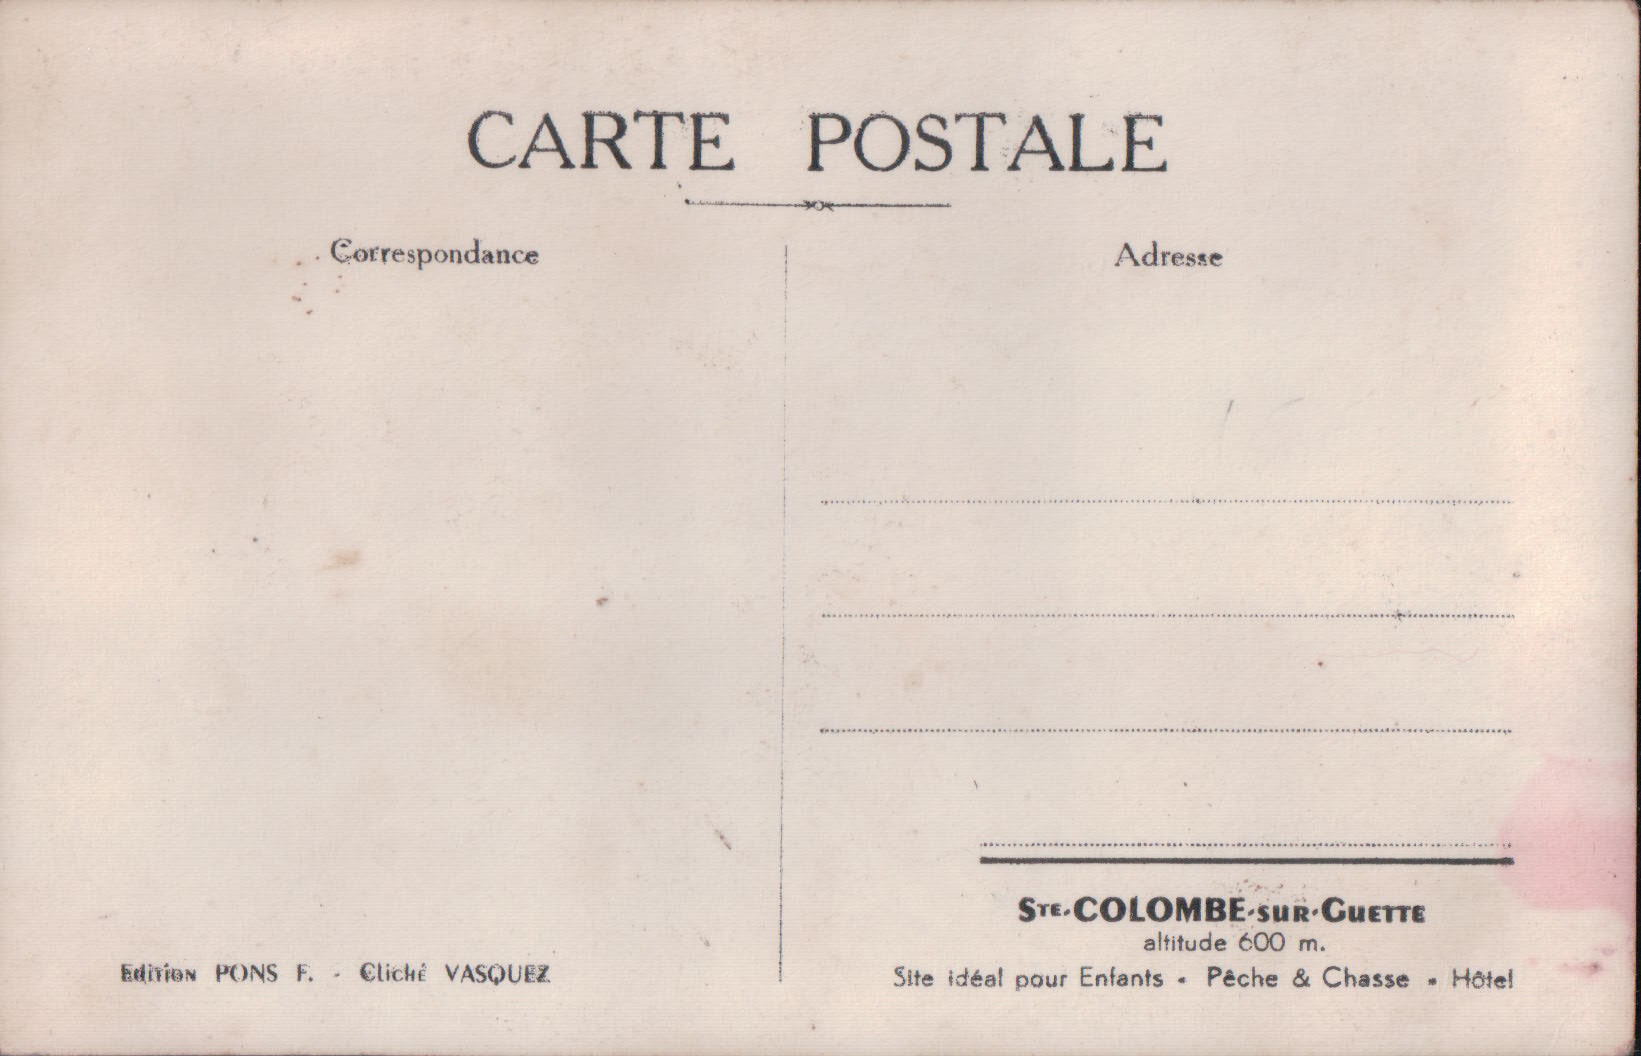 CARTE POSTALE
Correspondance
Adresse
STE-COLOMBE-SUR-GUETTE
altitude 600 m.
Site idéal pour Enfants - Pêche & Chasse - Hôtel
Edition PONS F. - Cliché VASQUEZ